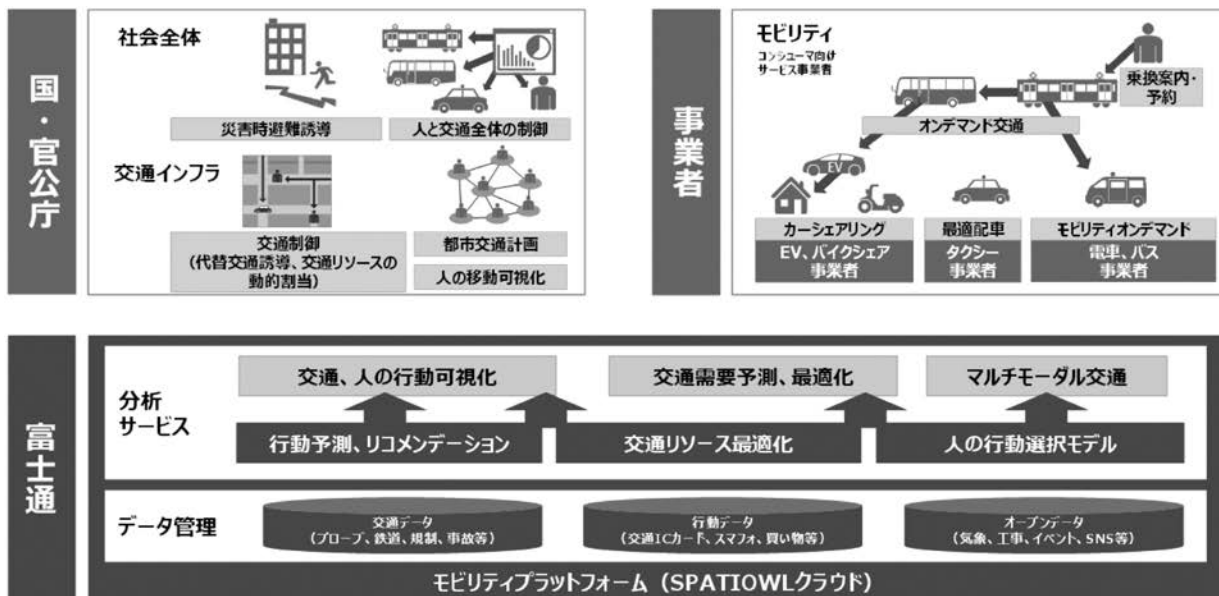 国・官公庁
社会全体
災害時避難誘導
人と交通全体の制御
交通インフラ
交通制御
(代替交通誘導、交通リソースの
動的割当)
都市交通計画
人の移動可視化
事業者
モビリティ
コンシューマ向け
サービス事業者
乗換案内・
予約
オンデマンド交通
EV
カーシェアリング
EV、バイクシェア
事業者
最適配車
タクシー
事業者
モビリティオンデマンド
電車、バス
事業者
富士通
分析
サービス
交通、人の行動可視化
交通需要予測、最適化
マルチモーダル交通
行動予測、リコメンデーション
交通リソース最適化
人の行動選択モデル
データ管理
交通データ
(プローブ、鉄道、規制、事故等)
行動データ
(交通ICカード、スマフォ、買い物等)
オープンデータ
(気象、工事、イベント、SNS等)
モビリティプラットフォーム(SPATIOWLクラウド)